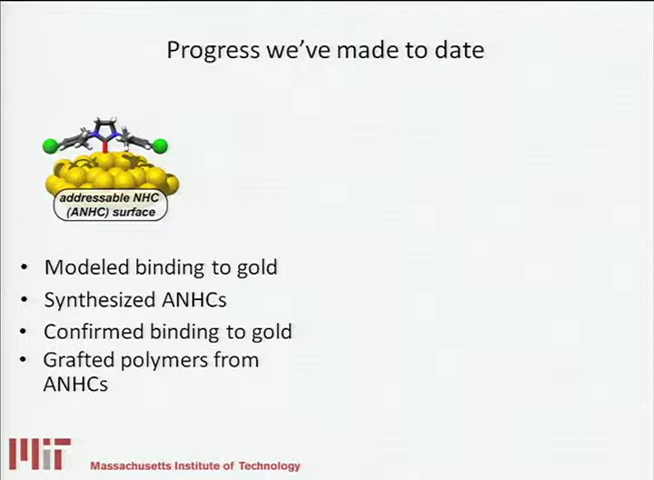 Progress we've made to date
addressable NHC
(ANHC) surface
• Modeled binding to gold
• Synthesized ANHCs
• Confirmed binding to gold
• Grafted polymers from
ANHCs
MIT
Massachusetts Institute of Technology